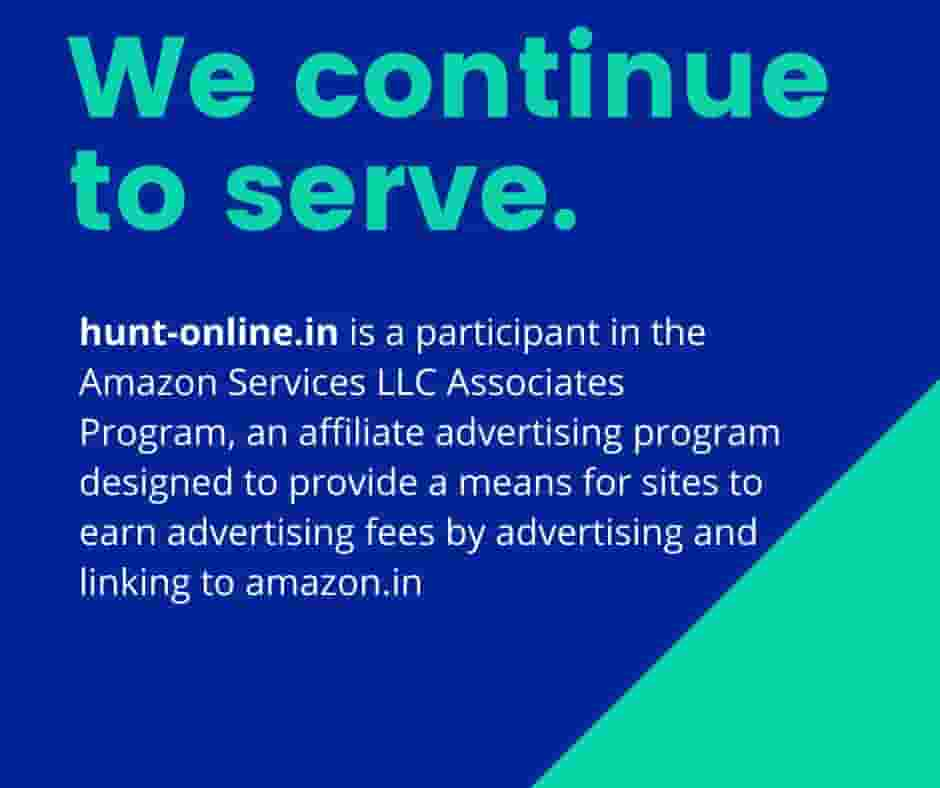 We continue
to serve.
hunt-online.in is a participant in the
Amazon Services LLC Associates
Program, an affiliate advertising program
designed to provide a means for sites to
earn advertising fees by advertising and
linking to amazon.in